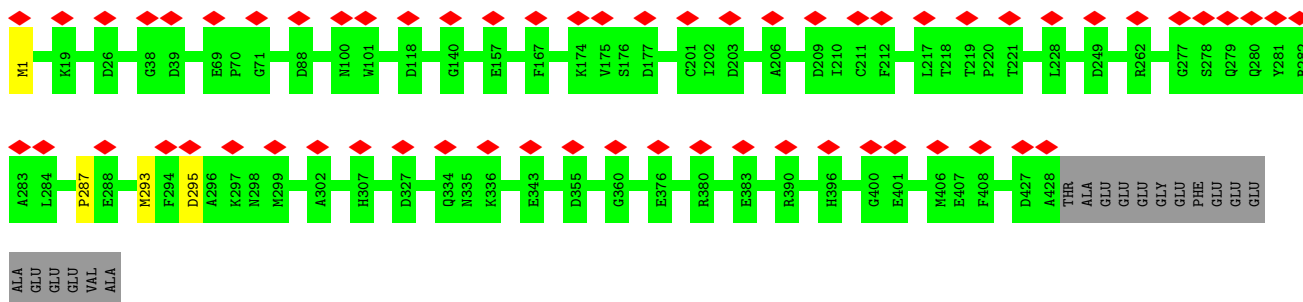 M1 K19 D26 G38 D39 E69 P70 G71 D88 N100 W101 D118 G140 E157 F167 K174 V175 S176 D177 C201 I202 D203 A206 D209 I210 C211 F212 L217 T218 T219 P220 T221 L228 D249 R262 G277 S278 Q279 Q280 Y281 R282
A283 L284 P287 E288 M293 F294 D295 A296 K297 N298 M299 A302 H307 D327 Q334 N335 K336 E343 D355 G360 E376 R380 E383 R390 H396 G400 E401 M406 E407 F408 D427 A428 THR ALA GLU GLU GLU GLY GLU PHE GLU GLU GLU
ALA GLU GLU GLU VAL ALA